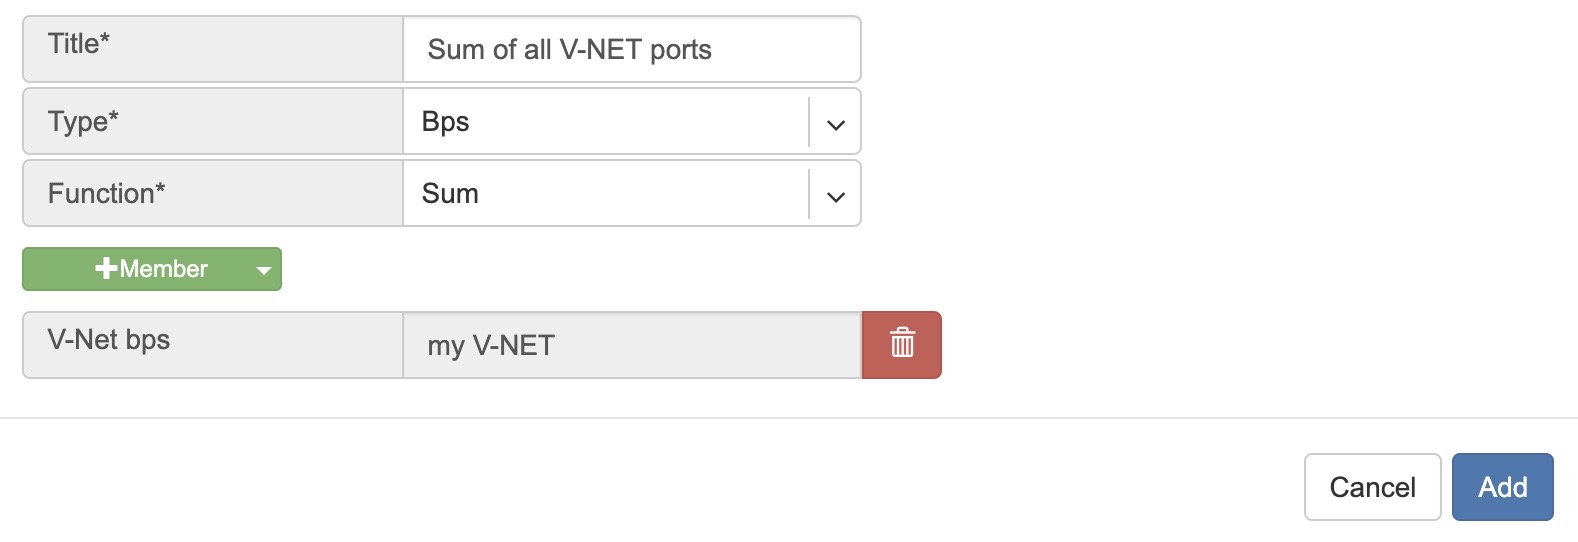 Title* Sum of all V-NET ports
Type* Bps
Function* Sum
Member
V-Net bps my V-NET
Cancel Add